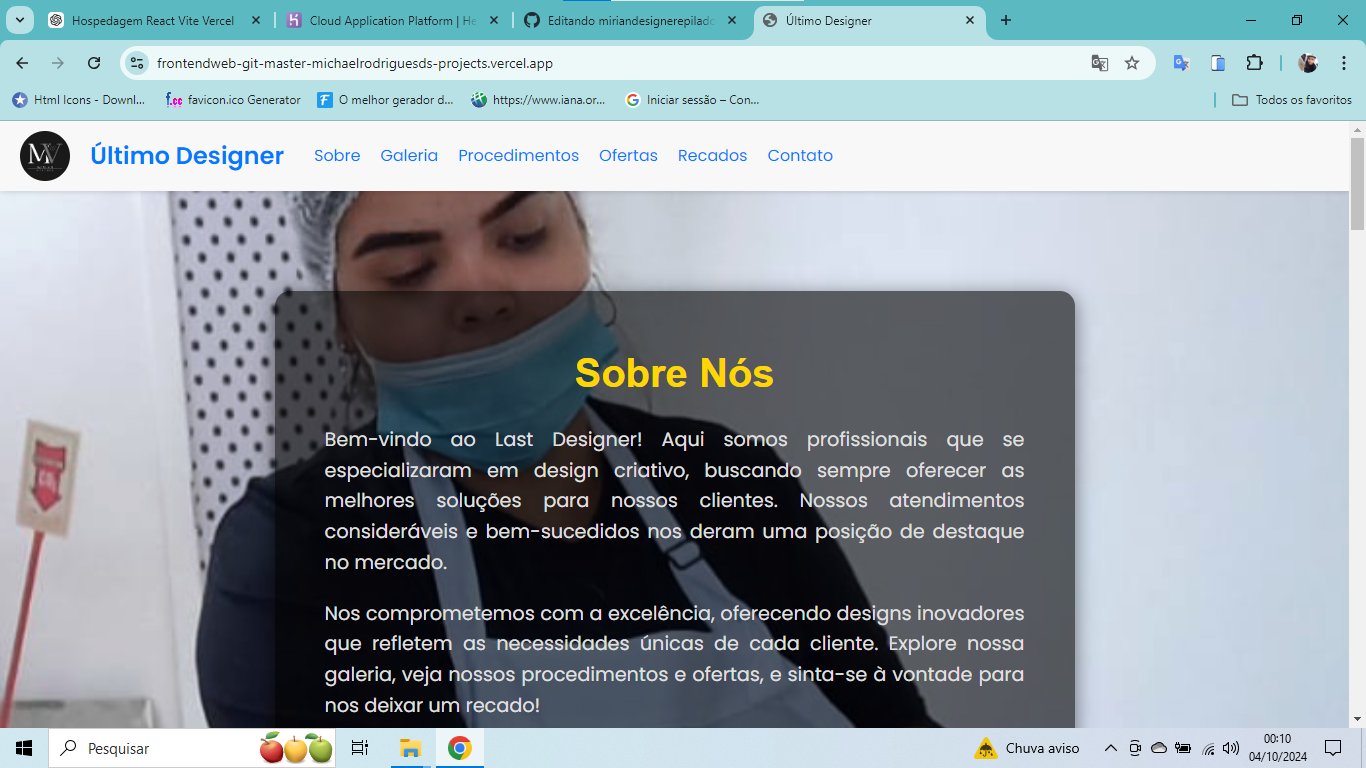 Hospedagem React Vite Vercel
Cloud Application Platform | He
Editando miriandesignerepilado
Último Designer
frontendweb-git-master-michaelrodriguesds-projects.vercel.app
Html Icons - Downl...
favicon.ico Generator
O melhor gerador d...
https://www.iana.or...
Iniciar sessão – Con...
Todos os favoritos
MV
Último Designer
Sobre
Galeria
Procedimentos
Ofertas
Recados
Contato
Sobre Nós
Bem-vindo ao Last Designer! Aqui somos profissionais que se
especializaram em design criativo, buscando sempre oferecer as
melhores soluções para nossos clientes. Nossos atendimentos
consideráveis e bem-sucedidos nos deram uma posição de destaque
no mercado.
Nos comprometemos com a excelência, oferecendo designs inovadores
que refletem as necessidades únicas de cada cliente. Explore nossa
galeria, veja nossos procedimentos e ofertas, e sinta-se à vontade para
nos deixar um recado!
Pesquisar
Chuva aviso
00:10
04/10/2024